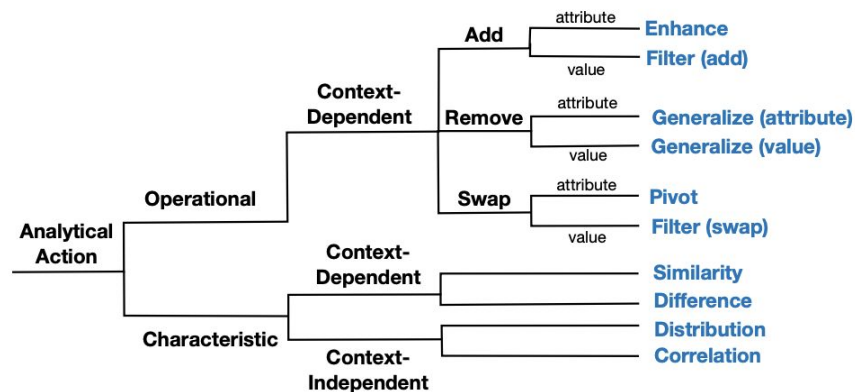 attribute
Add
Enhance
Filter (add)
value
Context-
Dependent
attribute
Remove
Generalize (attribute)
Generalize (value)
value
Operational
attribute
Swap
Pivot
Filter (swap)
value
Analytical
Action
Context-
Dependent
Similarity
Difference
Characteristic
Distribution
Context-
Independent
Correlation